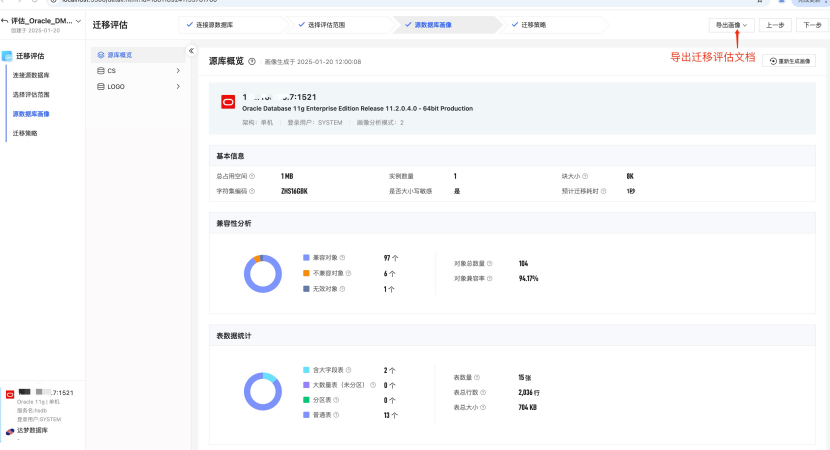 评估_Oracle_DM...
创建于 2025-01-20
迁移评估
连接源数据库
选择评估范围
源数据库画像
迁移策略
导出画像
上一步
下一步
导出迁移评估文档
迁移评估
连接源数据库
选择评估范围
源数据库画像
迁移策略
源库概览
CS
LOGO
源库概览
画像生成于 2025-01-20 12:00:08
重新生成画像
.7:1521
Oracle Database 11g Enterprise Edition Release 11.2.0.4.0 - 64bit Production
架构：单机
登录用户：SYSTEM
画像分析模式：2
基本信息
总占用空间 1 MB
实例数量 1
块大小 8K
字符集编码 ZHS16GBK
是否大小写敏感 是
预计迁移耗时 1秒
兼容性分析
兼容对象 97 个
不兼容对象 6 个
无效对象 1 个
对象总数量 104
对象兼容率 94.17%
表数据统计
含大字段表 2 个
大数量表（未分区） 0 个
分区表 0 个
普通表 13 个
表数量 15 张
表总行数 2,036 行
表总大小 704 KB
.7:1521
Oracle 11g | 单机
服务名:hsdb
登录用户:SYSTEM
达梦数据库
-